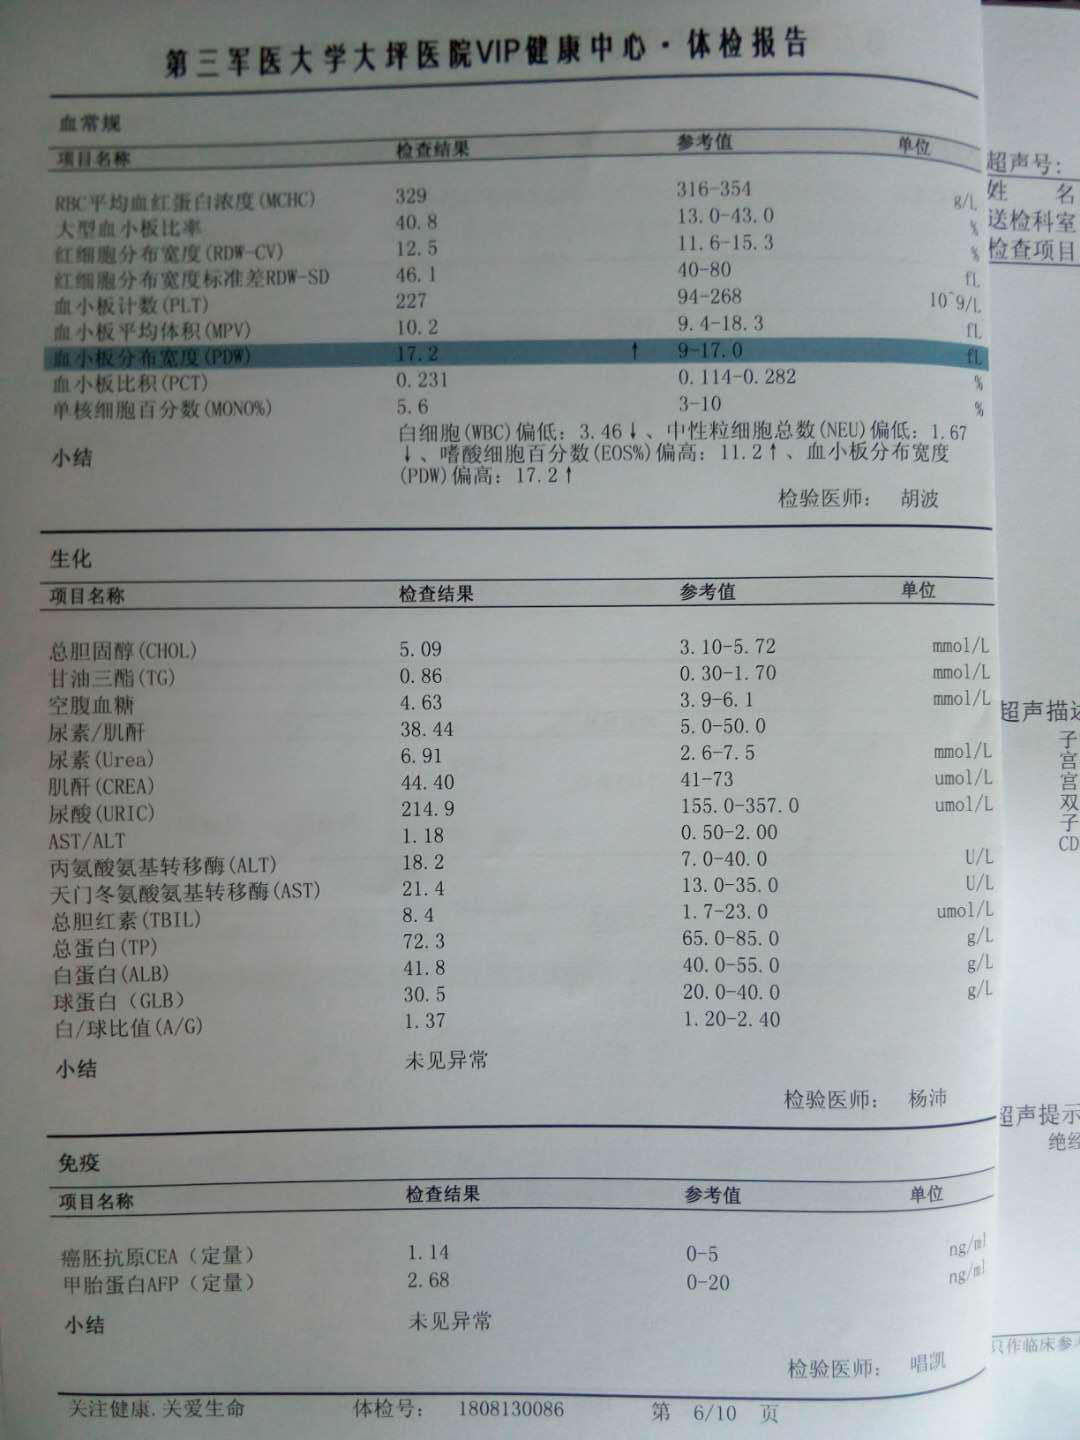 第三军医大学大坪医院VIP健康中心·体检报告
血常规
项目名称 检查结果 参考值 单位
RBC平均血红蛋白浓度(MCHC) 329 316-354 g/L
大型血小板比率 40.8 13.0-43.0 %
红细胞分布宽度(RDW-CV) 12.5 11.6-15.3 %
红细胞分布宽度标准差RDW-SD 46.1 40-80 fL
血小板计数(PLT) 227 94-268 10^9/L
血小板平均体积(MPV) 10.2 9.4-18.3 fL
血小板分布宽度(PDW) 17.2 ↑ 9-17.0 fL
血小板比积(PCT) 0.231 0.114-0.282 %
单核细胞百分数(MONO%) 5.6 3-10 %
小结 白细胞(WBC)偏低：3.46↓、中性粒细胞总数(NEU)偏低：1.67
↓、嗜酸细胞百分数(EOS%)偏高：11.2↑、血小板分布宽度
(PDW)偏高：17.2↑
检验医师： 胡波
生化
项目名称 检查结果 参考值 单位
总胆固醇(CHOL) 5.09 3.10-5.72 mmol/L
甘油三酯(TG) 0.86 0.30-1.70 mmol/L
空腹血糖 4.63 3.9-6.1 mmol/L
尿素/肌酐 38.44 5.0-50.0
尿素(Urea) 6.91 2.6-7.5 mmol/L
肌酐(CREA) 44.40 41-73 umol/L
尿酸(URIC) 214.9 155.0-357.0 umol/L
AST/ALT 1.18 0.50-2.00
丙氨酸氨基转移酶(ALT) 18.2 7.0-40.0 U/L
天门冬氨酸氨基转移酶(AST) 21.4 13.0-35.0 U/L
总胆红素(TBIL) 8.4 1.7-23.0 umol/L
总蛋白(TP) 72.3 65.0-85.0 g/L
白蛋白(ALB) 41.8 40.0-55.0 g/L
球蛋白（GLB） 30.5 20.0-40.0 g/L
白/球比值(A/G) 1.37 1.20-2.40
小结 未见异常
检验医师： 杨沛
免疫
项目名称 检查结果 参考值 单位
癌胚抗原CEA（定量） 1.14 0-5 ng/ml
甲胎蛋白AFP（定量） 2.68 0-20 ng/ml
小结 未见异常
检验医师： 唱凯
关注健康.关爱生命 体检号： 1808130086 第 6/10 页
超声号：
姓 名
送检科室
检查项目
超声描述
子
宫
宫
双
子
CD
超声提示
绝经
只作临床参考